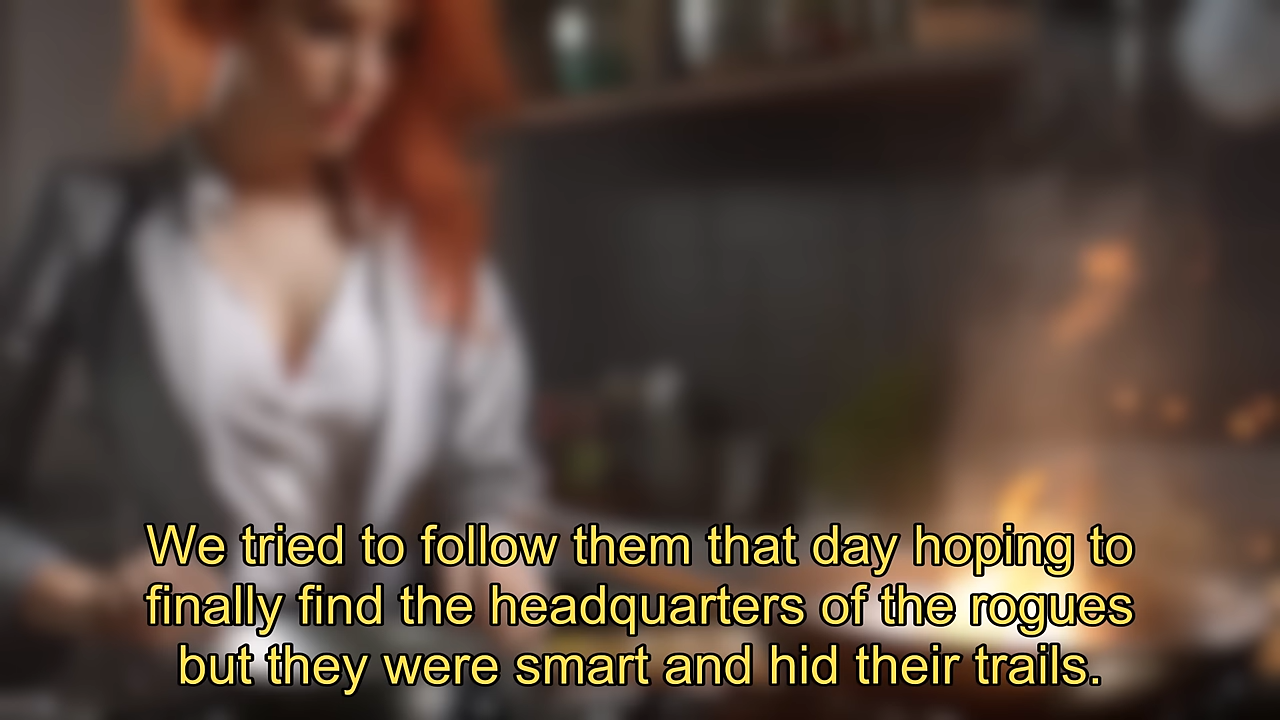 We tried to follow them that day hoping to
finally find the headquarters of the rogues
but they were smart and hid their trails.